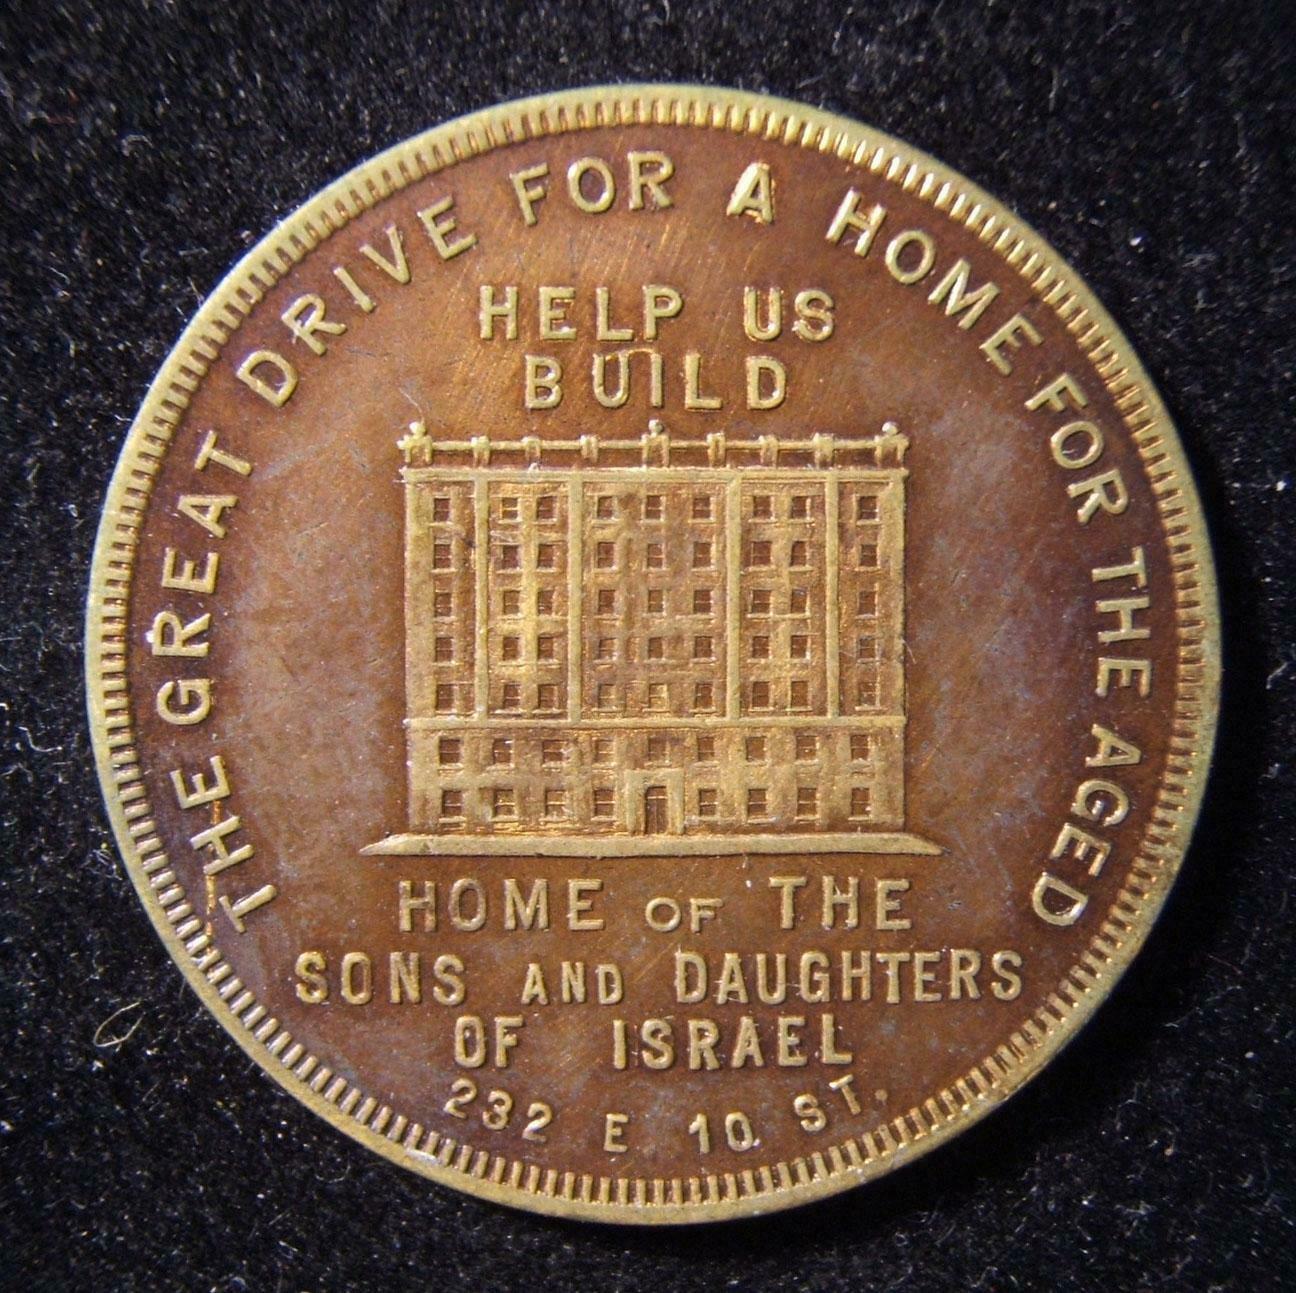 THE GREAT DRIVE FOR A HOME FOR THE AGED
HELP US
BUILD
HOME OF THE
SONS AND DAUGHTERS
OF ISRAEL
232 E 10 ST.